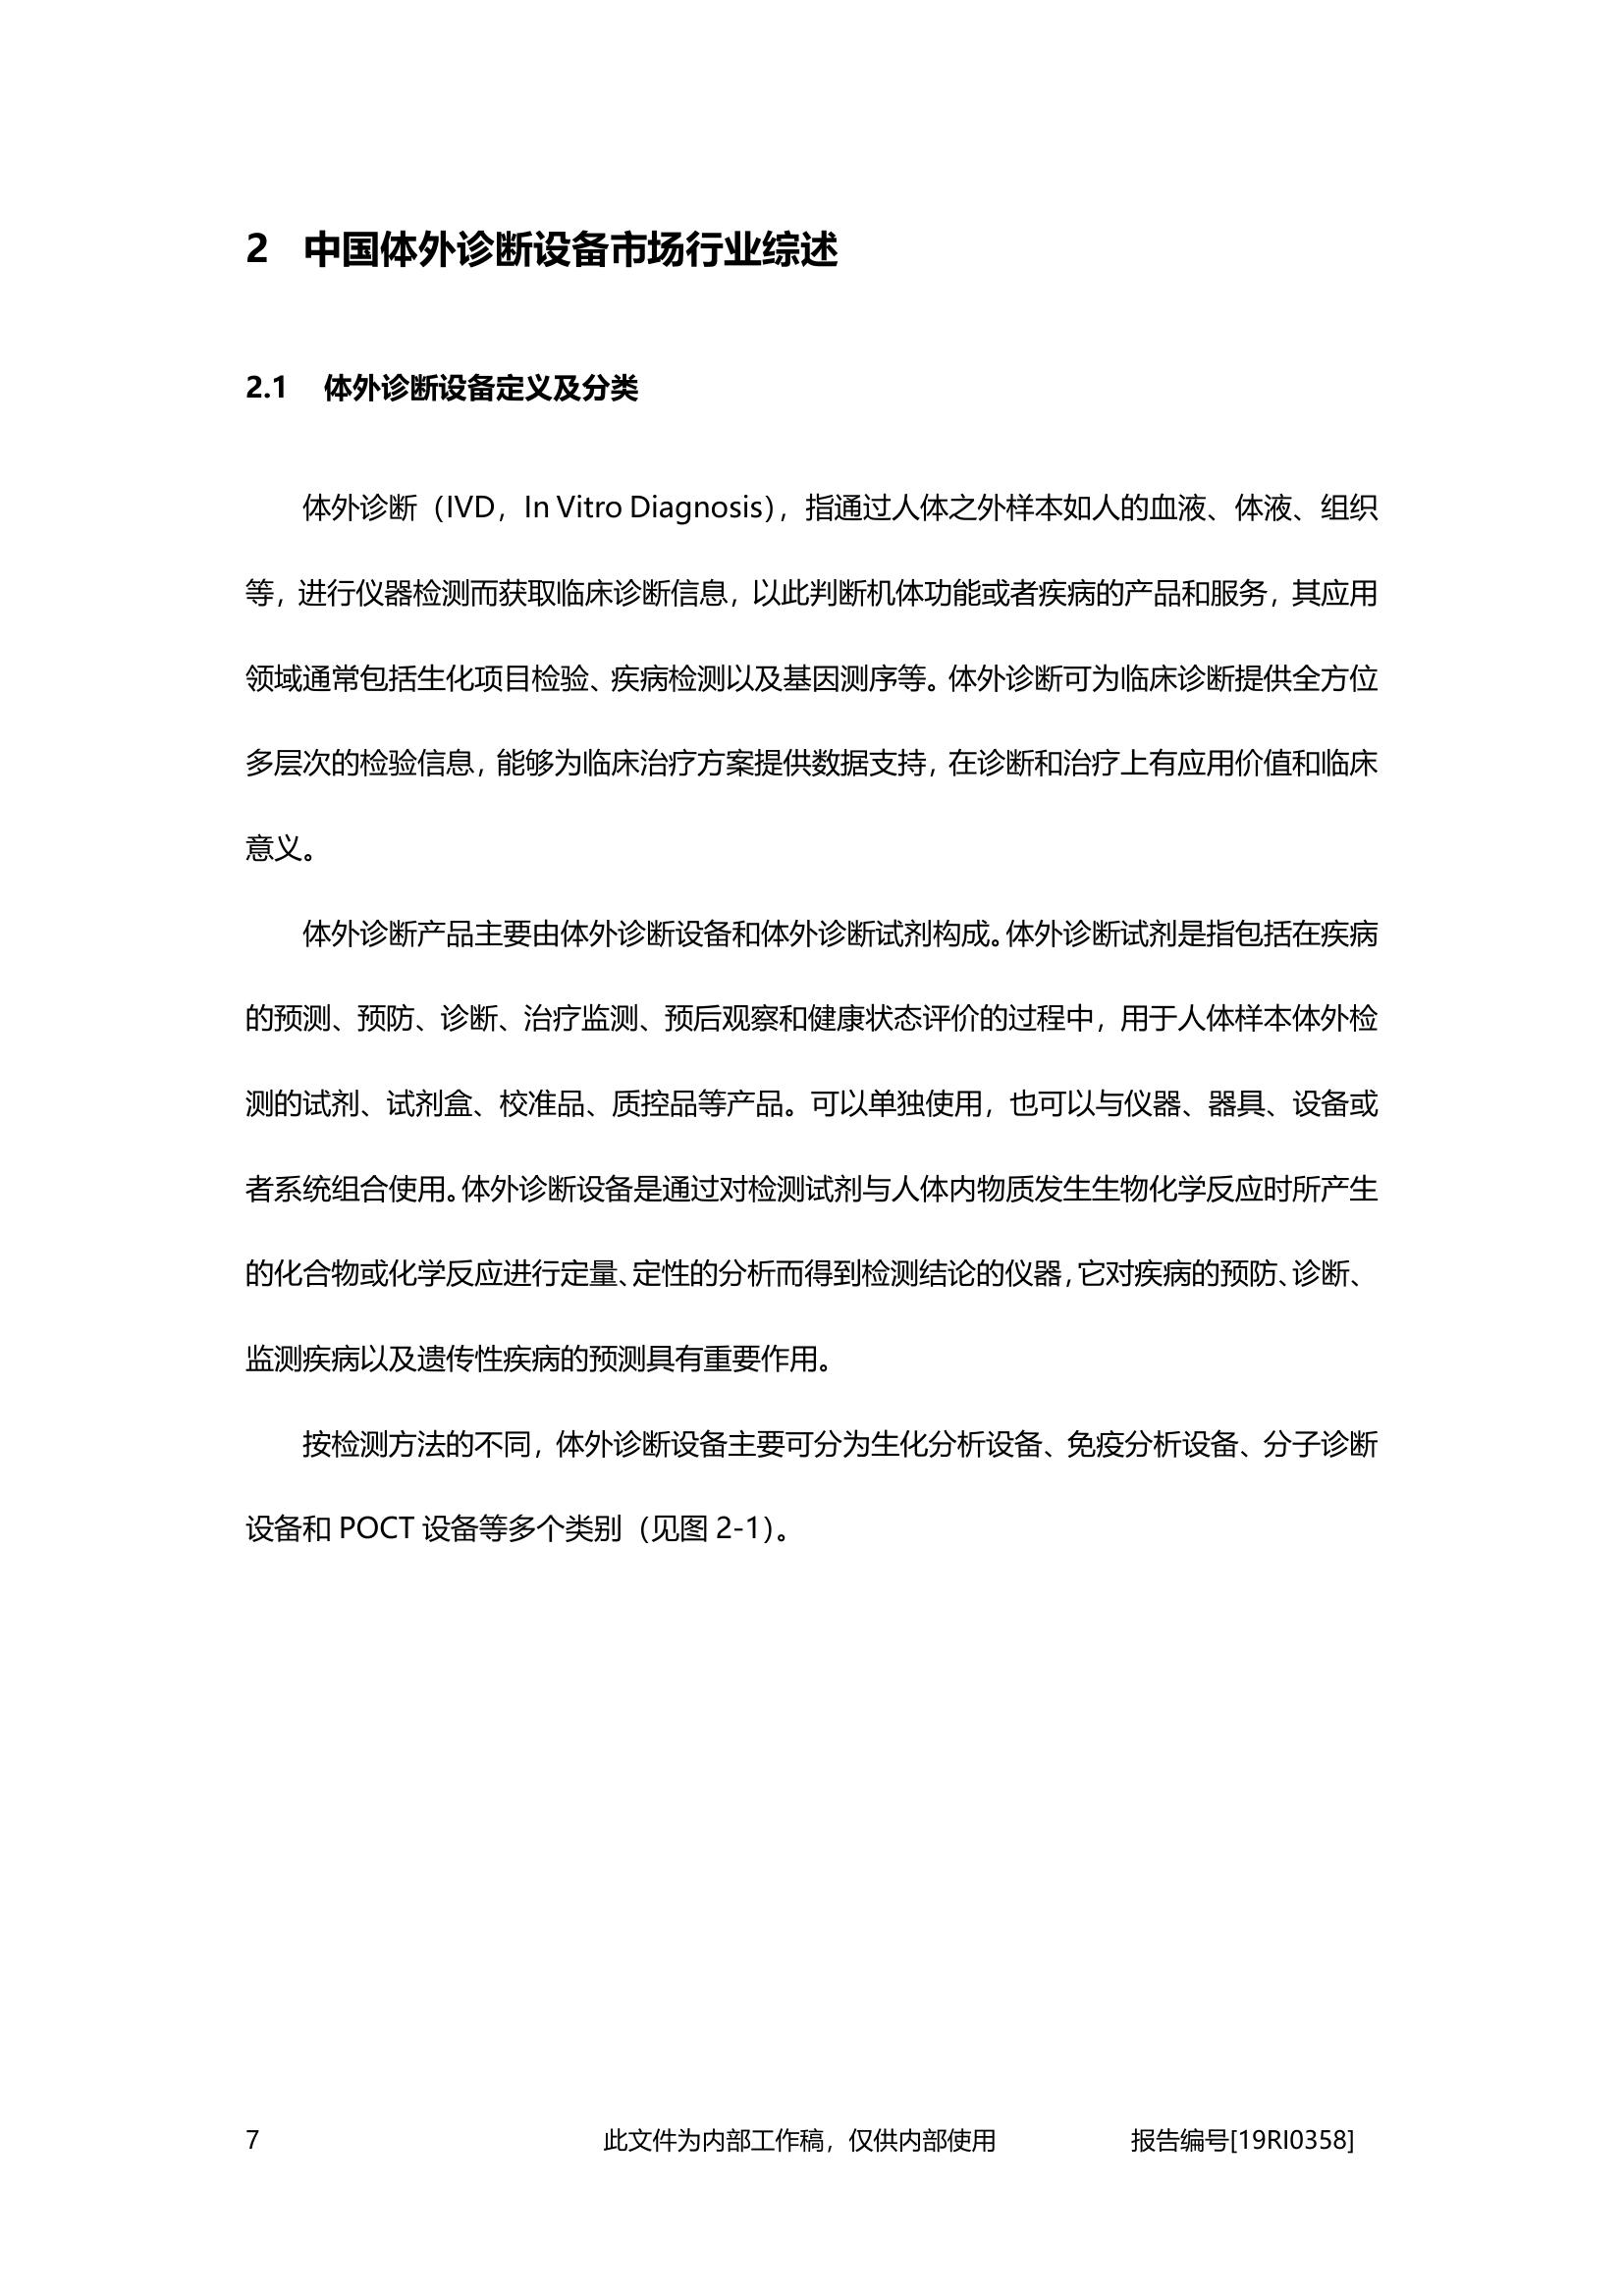 2 中国体外诊断设备市场行业综述
2.1 体外诊断设备定义及分类
体外诊断（IVD，In Vitro Diagnosis），指通过人体之外样本如人的血液、体液、组织
等，进行仪器检测而获取临床诊断信息，以此判断机体功能或者疾病的产品和服务，其应用
领域通常包括生化项目检验、疾病检测以及基因测序等。体外诊断可为临床诊断提供全方位
多层次的检验信息，能够为临床治疗方案提供数据支持，在诊断和治疗上有应用价值和临床
意义。
体外诊断产品主要由体外诊断设备和体外诊断试剂构成。体外诊断试剂是指包括在疾病
的预测、预防、诊断、治疗监测、预后观察和健康状态评价的过程中，用于人体样本体外检
测的试剂、试剂盒、校准品、质控品等产品。可以单独使用，也可以与仪器、器具、设备或
者系统组合使用。体外诊断设备是通过对检测试剂与人体内物质发生生物化学反应时所产生
的化合物或化学反应进行定量、定性的分析而得到检测结论的仪器，它对疾病的预防、诊断、
监测疾病以及遗传性疾病的预测具有重要作用。
按检测方法的不同，体外诊断设备主要可分为生化分析设备、免疫分析设备、分子诊断
设备和 POCT 设备等多个类别（见图 2-1）。
7 此文件为内部工作稿，仅供内部使用 报告编号[19RI0358]